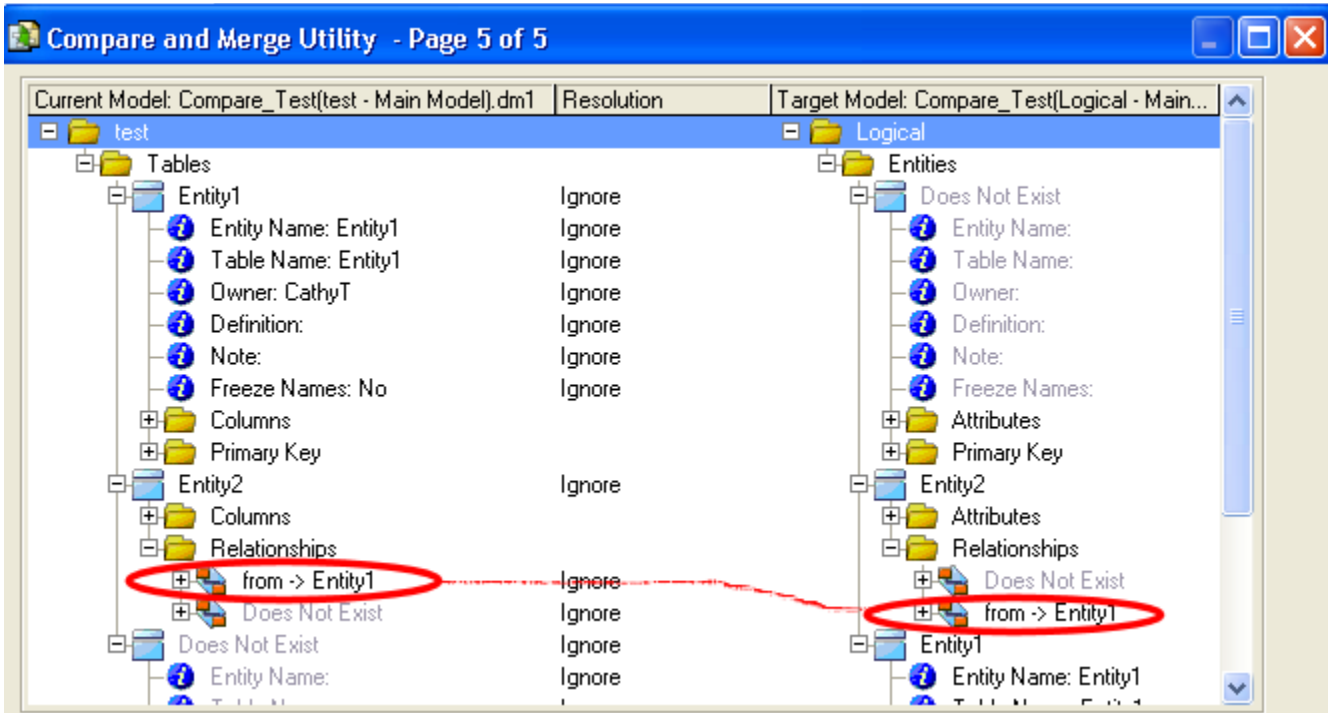 Compare and Merge Utility - Page 5 of 5
Current Model: Compare_Test(test - Main Model).dm1 Resolution Target Model: Compare_Test(Logical - Main...
test Logical
Tables Entities
Entity1 Ignore Does Not Exist
Entity Name: Entity1 Ignore Entity Name:
Table Name: Entity1 Ignore Table Name:
Owner: CathyT Ignore Owner:
Definition: Ignore Definition:
Note: Ignore Note:
Freeze Names: No Ignore Freeze Names:
Columns Attributes
Primary Key Primary Key
Entity2 Ignore Entity2
Columns Attributes
Relationships Relationships
from -> Entity1 Ignore Does Not Exist
Does Not Exist Ignore from -> Entity1
Does Not Exist Ignore Entity1
Entity Name: Ignore Entity Name: Entity1